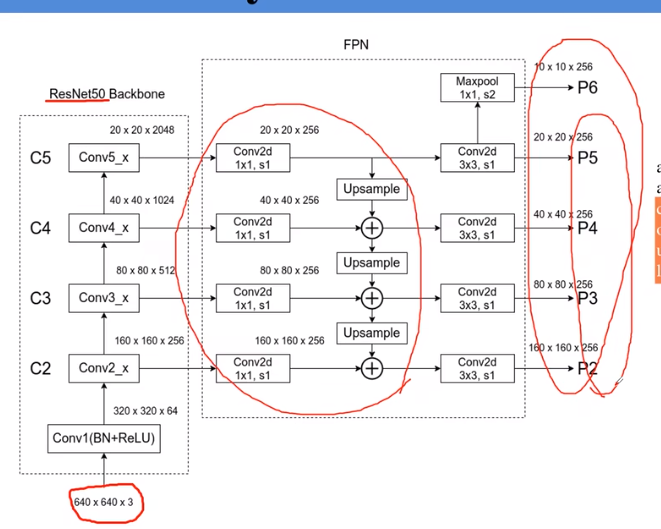 FPN
10 x 10 x 256
Maxpool
1x1, s2
P6
ResNet50 Backbone
20 x 20 x 2048
20 x 20 x 256
20 x 20 x 256
C5
Conv5_x
Conv2d
1x1, s1
Conv2d
3x3, s1
P5
Upsample
40 x 40 x 1024
40 x 40 x 256
40 x 40 x 256
C4
Conv4_x
Conv2d
1x1, s1
+
Conv2d
3x3, s1
P4
Upsample
80 x 80 x 512
80 x 80 x 256
80 x 80 x 256
C3
Conv3_x
Conv2d
1x1, s1
+
Conv2d
3x3, s1
P3
Upsample
160 x 160 x 256
160 x 160 x 256
160 x 160 x 256
C2
Conv2_x
Conv2d
1x1, s1
+
Conv2d
3x3, s1
P2
320 x 320 x 64
Conv1(BN+ReLU)
640 x 640 x 3